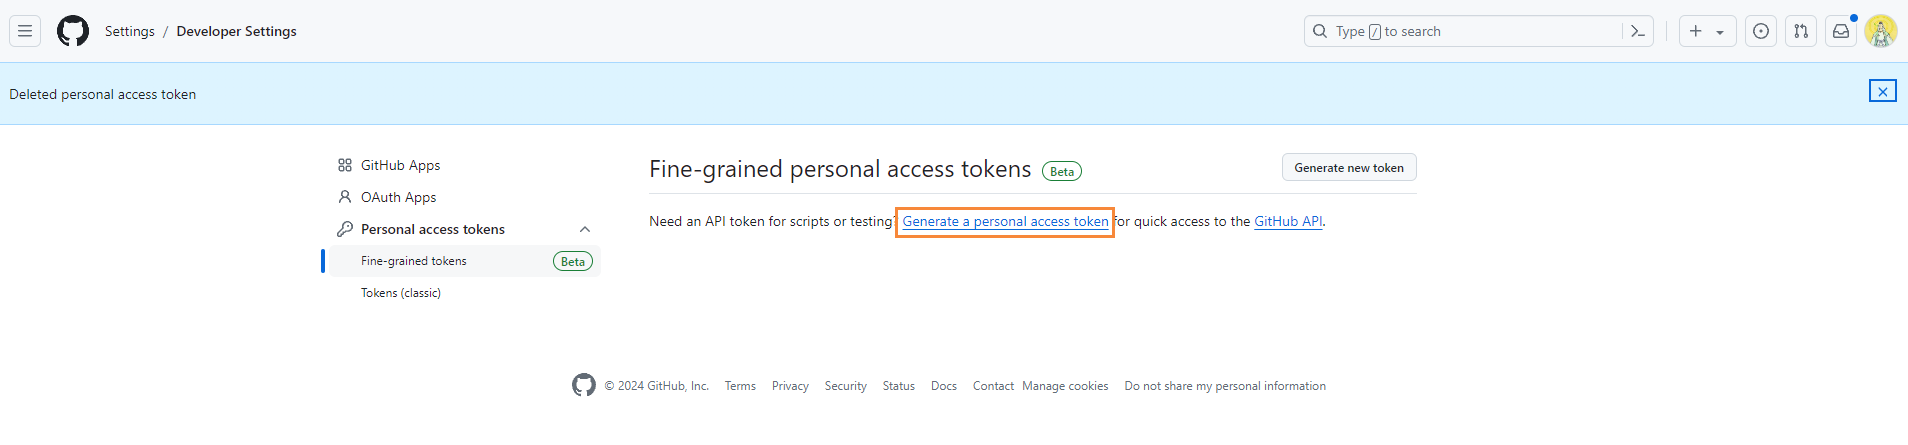 Settings / Developer Settings
Type / to search
Deleted personal access token
GitHub Apps
OAuth Apps
Personal access tokens
Fine-grained tokens Beta
Tokens (classic)
Fine-grained personal access tokens Beta
Generate new token
Need an API token for scripts or testing? Generate a personal access token for quick access to the GitHub API.
© 2024 GitHub, Inc. Terms Privacy Security Status Docs Contact Manage cookies Do not share my personal information